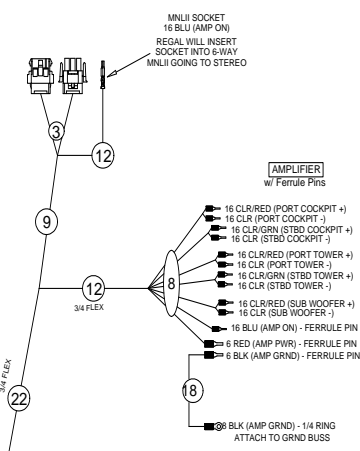 MNLII SOCKET
16 BLU (AMP ON)
REGAL WILL INSERT
SOCKET INTO 6-WAY
MNLII GOING TO STEREO
3
12
9
AMPLIFIER
w/ Ferrule Pins
16 CLR/RED (PORT COCKPIT +)
16 CLR (PORT COCKPIT -)
16 CLR/GRN (STBD COCKPIT +)
16 CLR (STBD COCKPIT -)
16 CLR/RED (PORT TOWER +)
16 CLR (PORT TOWER -)
16 CLR/GRN (STBD TOWER +)
16 CLR (STBD TOWER -)
12
8
3/4 FLEX
16 CLR/RED (SUB WOOFER +)
16 CLR (SUB WOOFER -)
16 BLU (AMP ON) - FERRULE PIN
6 RED (AMP PWR) - FERRULE PIN
6 BLK (AMP GRND) - FERRULE PIN
3/4 FLEX
22
18
BLK (AMP GRND) - 1/4 RING
ATTACH TO GRND BUSS